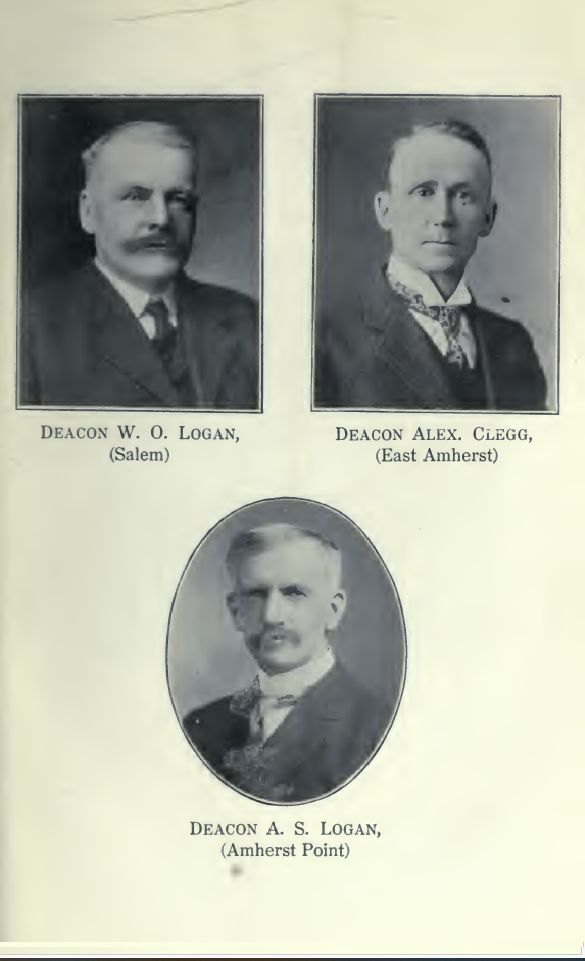 DEACON W. O. LOGAN,
(Salem)
DEACON ALEX. CLEGG,
(East Amherst)
DEACON A. S. LOGAN,
(Amherst Point)